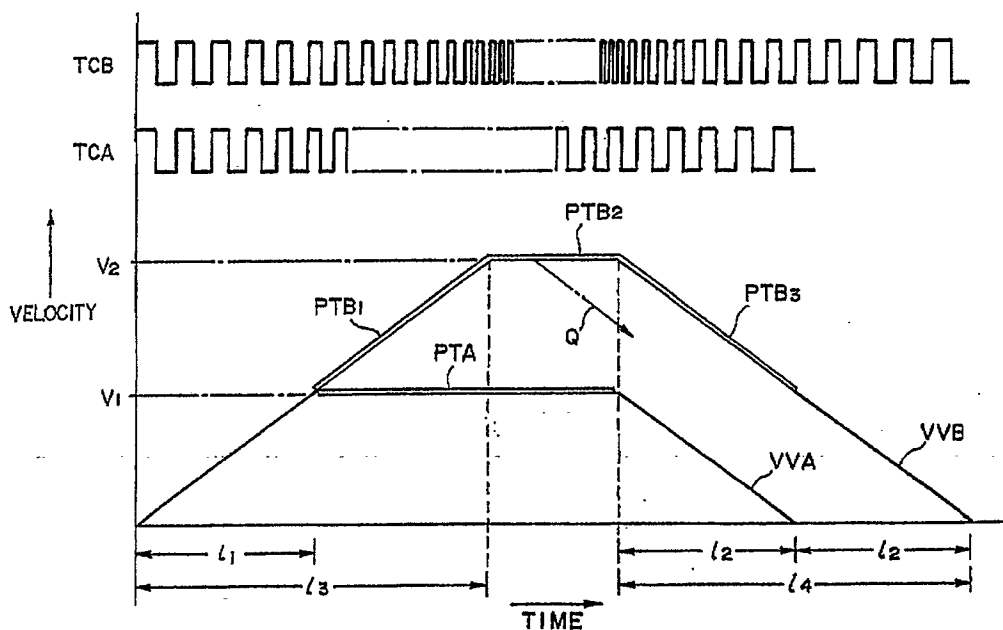 TCB
TCA
PTB2
V2
VELOCITY
PTB1
PTB3
Q
PTA
V1
VVA
VVB
l1
l2
l2
l3
l4
TIME